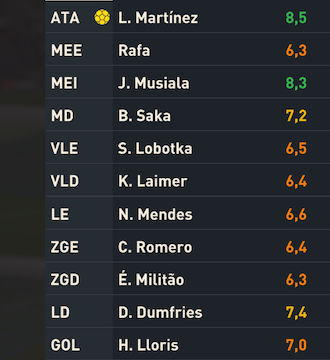 ATA L. Martínez 8,5
MEE Rafa 6,3
MEI J. Musiala 8,3
MD B. Saka 7,2
VLE S. Lobotka 6,5
VLD K. Laimer 6,4
LE N. Mendes 6,6
ZGE C. Romero 6,4
ZGD É. Militão 6,3
LD D. Dumfries 7,4
GOL H. Lloris 7,0